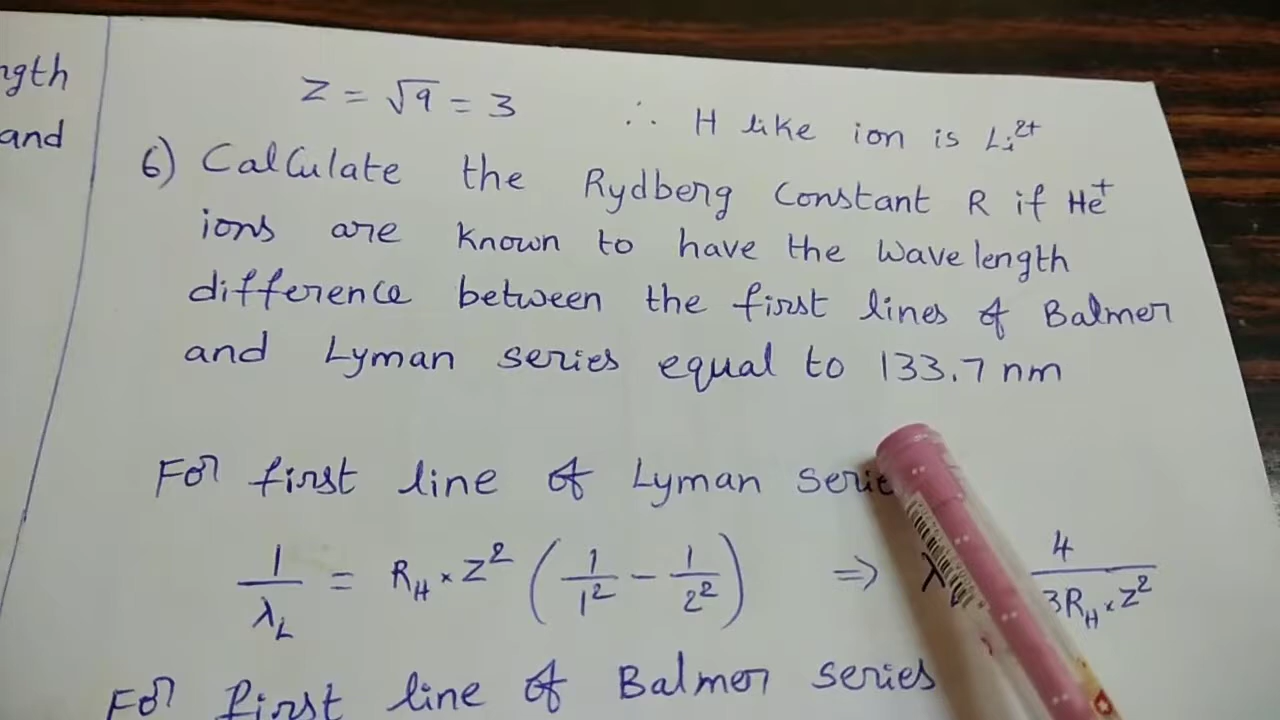 ngth
and
Z = √9 = 3 ∴ H like ion is Li²⁺
6) Calculate the Rydberg Constant R if He⁺
ions are known to have the wavelength
difference between the first lines of Balmer
and Lyman series equal to 133.7 nm
For first line of Lyman serie
1/λ_L = R_H × Z² (1/1² - 1/2²) ⇒ λ 4/3R_H × Z²
For first line of Balmer series